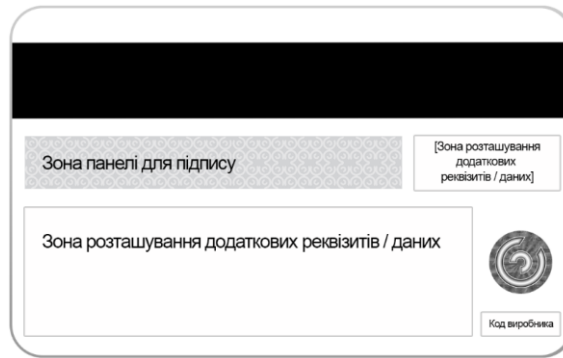 Зона панелі для підпису
[Зона розташування
додаткових
реквізитів / даних]
Зона розташування додаткових реквізитів / даних
Код виробника